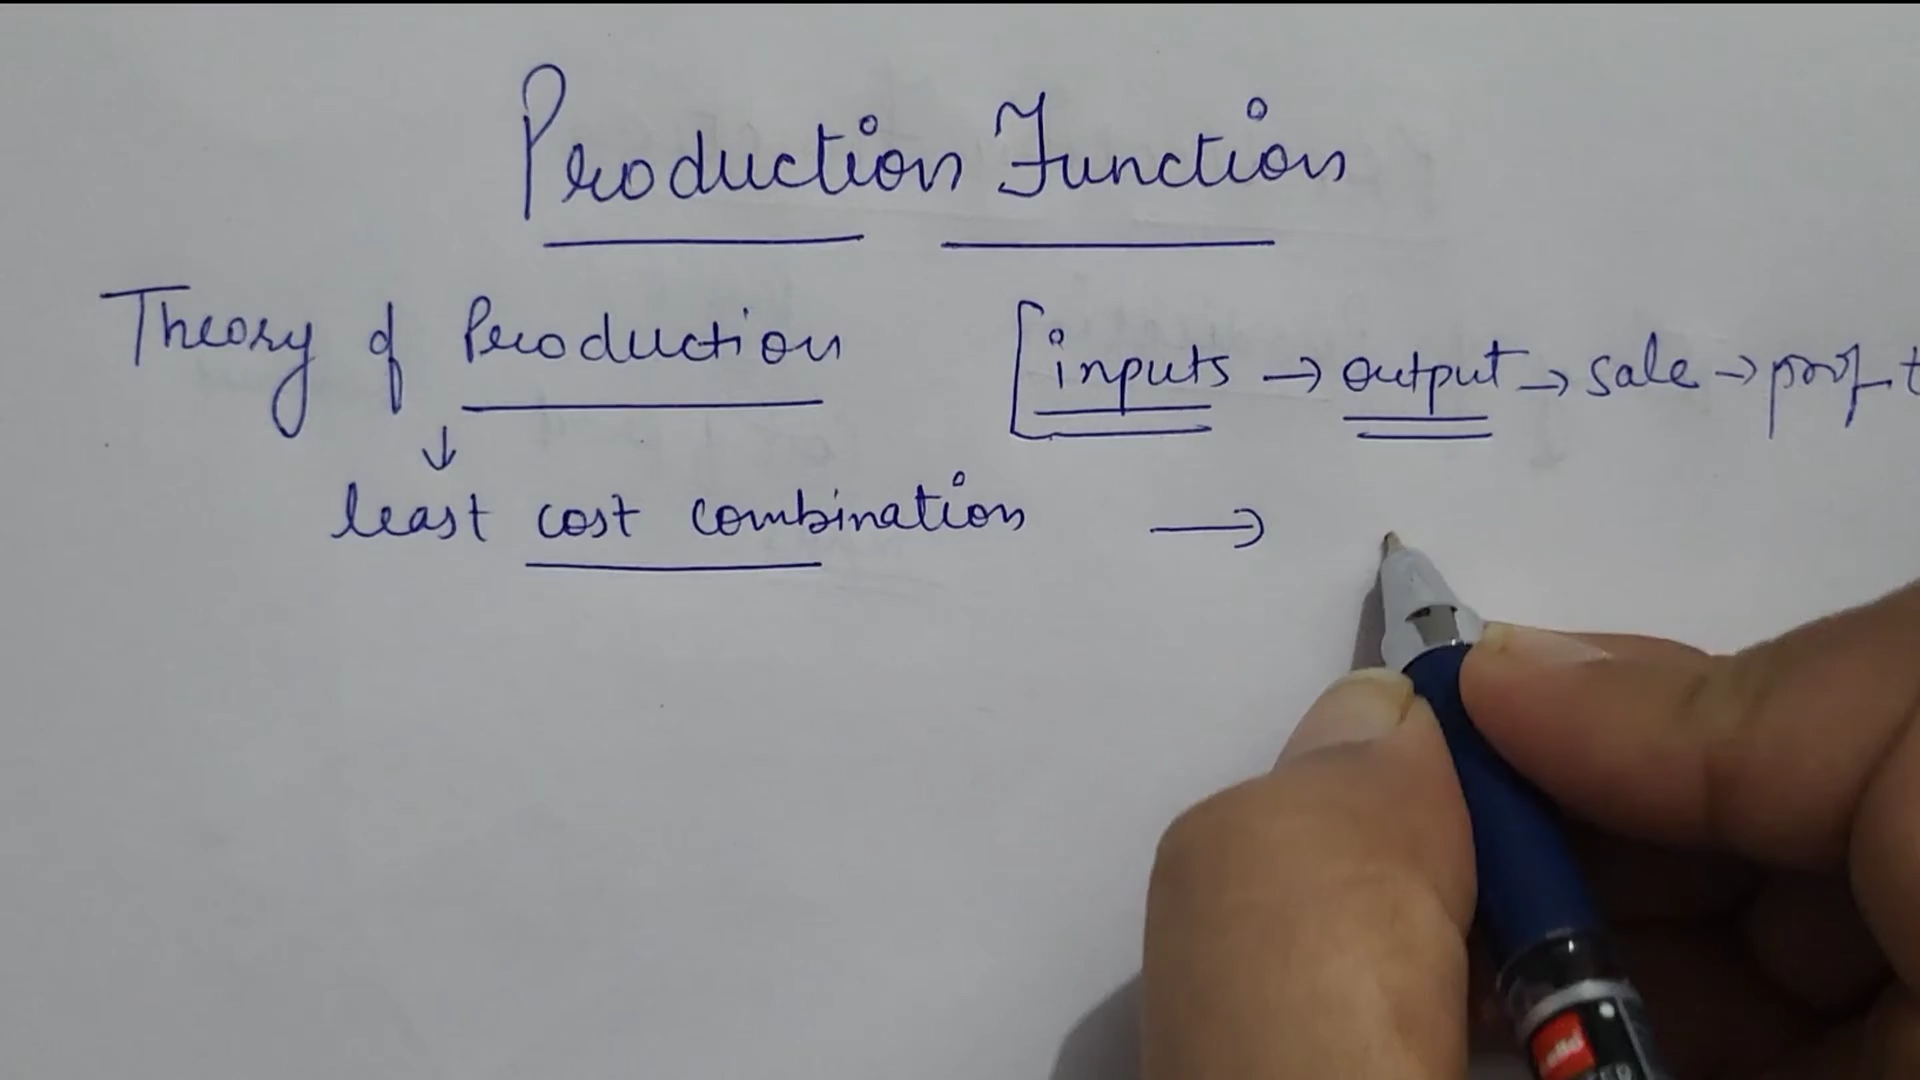 Production Function
Theory of Production [inputs → output → sale → profit
↓
least cost combination →